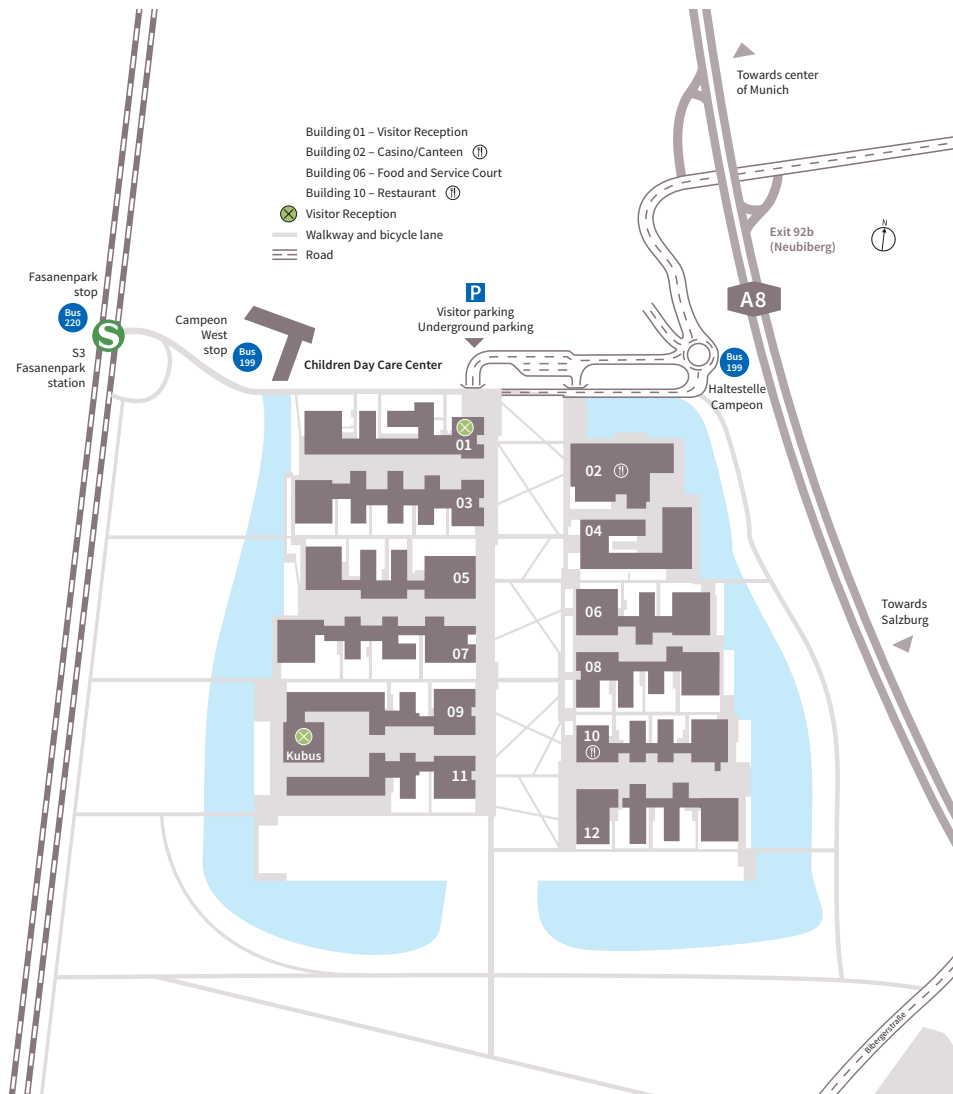 Towards center
of Munich
Building 01 – Visitor Reception
Building 02 – Casino/Canteen
Building 06 – Food and Service Court
Building 10 – Restaurant
Visitor Reception
Walkway and bicycle lane
Road
N
Exit 92b
(Neubiberg)
A8
Fasanenpark
stop
Bus
220
S
S3
Fasanenpark
station
Campeon
West
stop
Bus
199
Children Day Care Center
P
Visitor parking
Underground parking
Bus
199
Haltestelle
Campeon
01
02
03
04
05
06
07
08
09
10
Kubus
11
12
Towards
Salzburg
Bibergerstraße